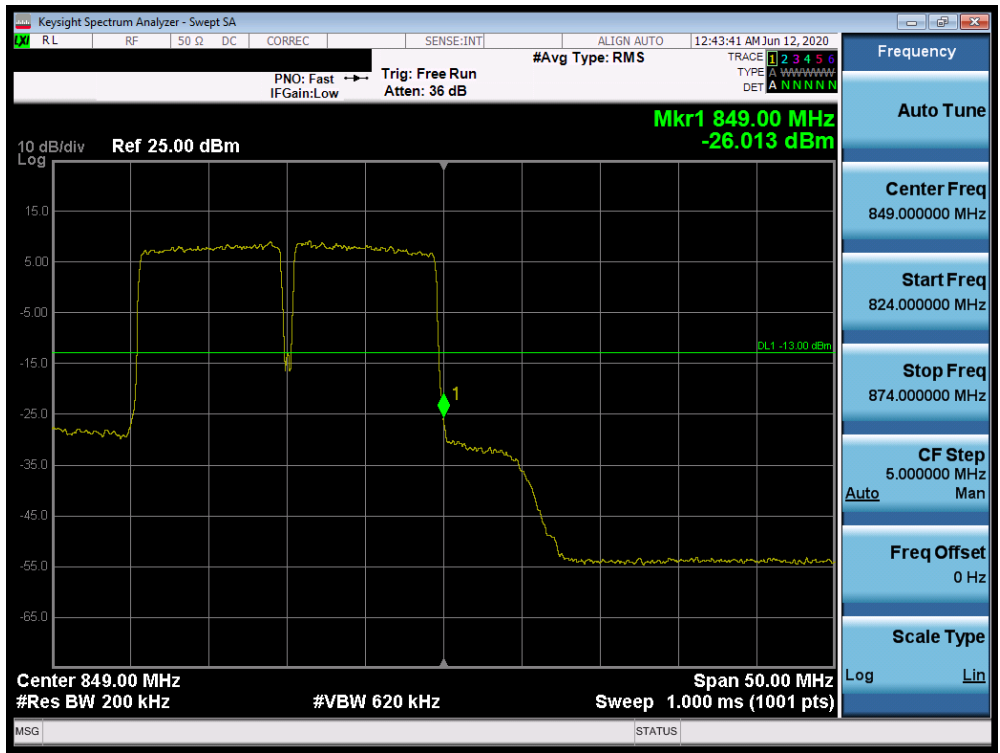 Keysight Spectrum Analyzer - Swept SA
LXI RL RF 50 Ω DC CORREC SENSE:INT ALIGN AUTO 12:43:41 AM Jun 12, 2020
#Avg Type: RMS TRACE 1 2 3 4 5 6
PNO: Fast Trig: Free Run TYPE A WWWWW
IFGain:Low Atten: 36 dB DET A N N N N N
Mkr1 849.00 MHz
-26.013 dBm
10 dB/div Ref 25.00 dBm
Log
15.0
5.00
-5.00
DL1 -13.00 dBm
-15.0
1
-25.0
-35.0
-45.0
-55.0
-65.0
Center 849.00 MHz Span 50.00 MHz
#Res BW 200 kHz #VBW 620 kHz Sweep 1.000 ms (1001 pts)
Frequency
Auto Tune
Center Freq
849.000000 MHz
Start Freq
824.000000 MHz
Stop Freq
874.000000 MHz
CF Step
5.000000 MHz
Auto Man
Freq Offset
0 Hz
Scale Type
Log Lin
MSG STATUS